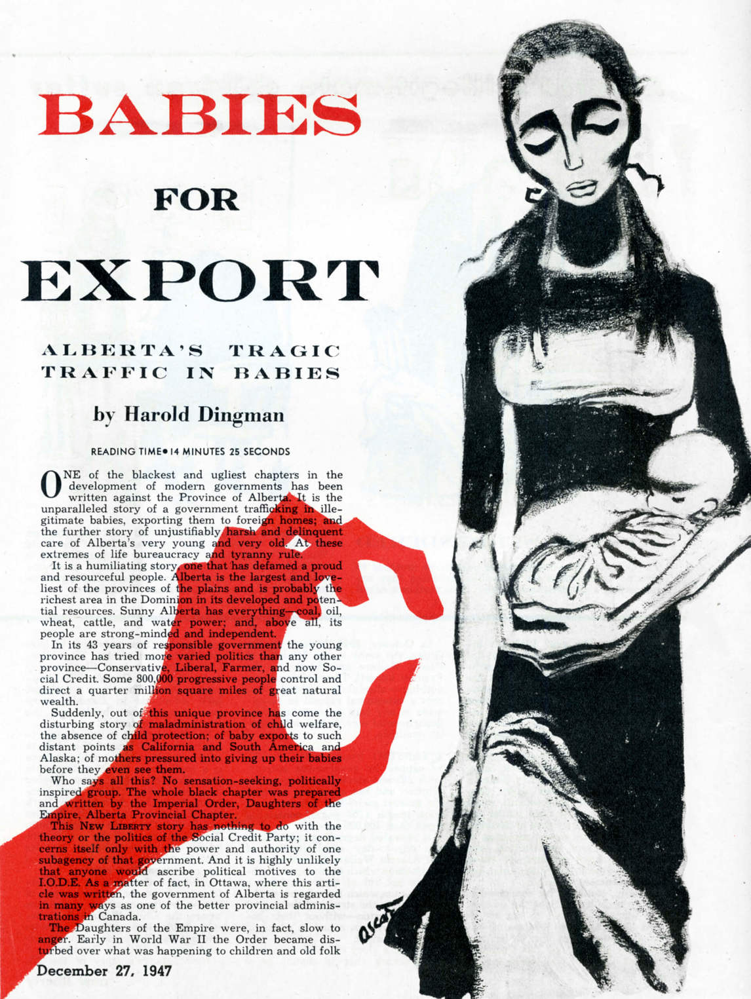 BABIES
FOR
EXPORT
ALBERTA'S TRAGIC
TRAFFIC IN BABIES
by Harold Dingman
READING TIME●14 MINUTES 25 SECONDS
ONE of the blackest and ugliest chapters in the
development of modern governments has been
written against the Province of Alberta. It is the
unparalleled story of a government trafficking in ille-
gitimate babies, exporting them to foreign homes; and
the further story of unjustifiably harsh and delinquent
care of Alberta's very young and very old. At these
extremes of life bureaucracy and tyranny rule.
It is a humiliating story, one that has defamed a proud
and resourceful people. Alberta is the largest and love-
liest of the provinces of the plains and is probably the
richest area in the Dominion in its developed and poten-
tial resources. Sunny Alberta has everything—coal, oil,
wheat, cattle, and water power; and, above all, its
people are strong-minded and independent.
In its 43 years of responsible government the young
province has tried more varied politics than any other
province—Conservative, Liberal, Farmer, and now So-
cial Credit. Some 800,000 progressive people control and
direct a quarter million square miles of great natural
wealth.
Suddenly, out of this unique province has come the
disturbing story of maladministration of child welfare,
the absence of child protection; of baby exports to such
distant points as California and South America and
Alaska; of mothers pressured into giving up their babies
before they even see them.
Who says all this? No sensation-seeking, politically
inspired group. The whole black chapter was prepared
and written by the Imperial Order, Daughters of the
Empire, Alberta Provincial Chapter.
This NEW LIBERTY story has nothing to do with the
theory or the politics of the Social Credit Party; it con-
cerns itself only with the power and authority of one
subagency of that government. And it is highly unlikely
that anyone would ascribe political motives to the
I.O.D.E. As a matter of fact, in Ottawa, where this arti-
cle was written, the government of Alberta is regarded
in many ways as one of the better provincial adminis-
trations in Canada.
The Daughters of the Empire were, in fact, slow to
anger. Early in World War II the Order became dis-
turbed over what was happening to children and old folk
December 27, 1947